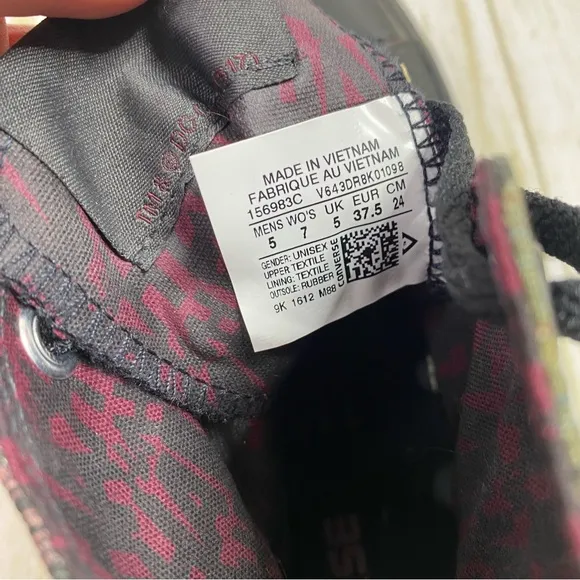 MADE IN VIETNAM
FABRIQUE AU VIETNAM
156983C V643DR8K01098
MENS WO'S UK EUR CM
5 7 5 37.5 24
GENDER: UNISEX
UPPER TEXTILE
LINING: TEXTILE
OUTSOLE: RUBBER
CONVERSE
9K 1612 M88
SE